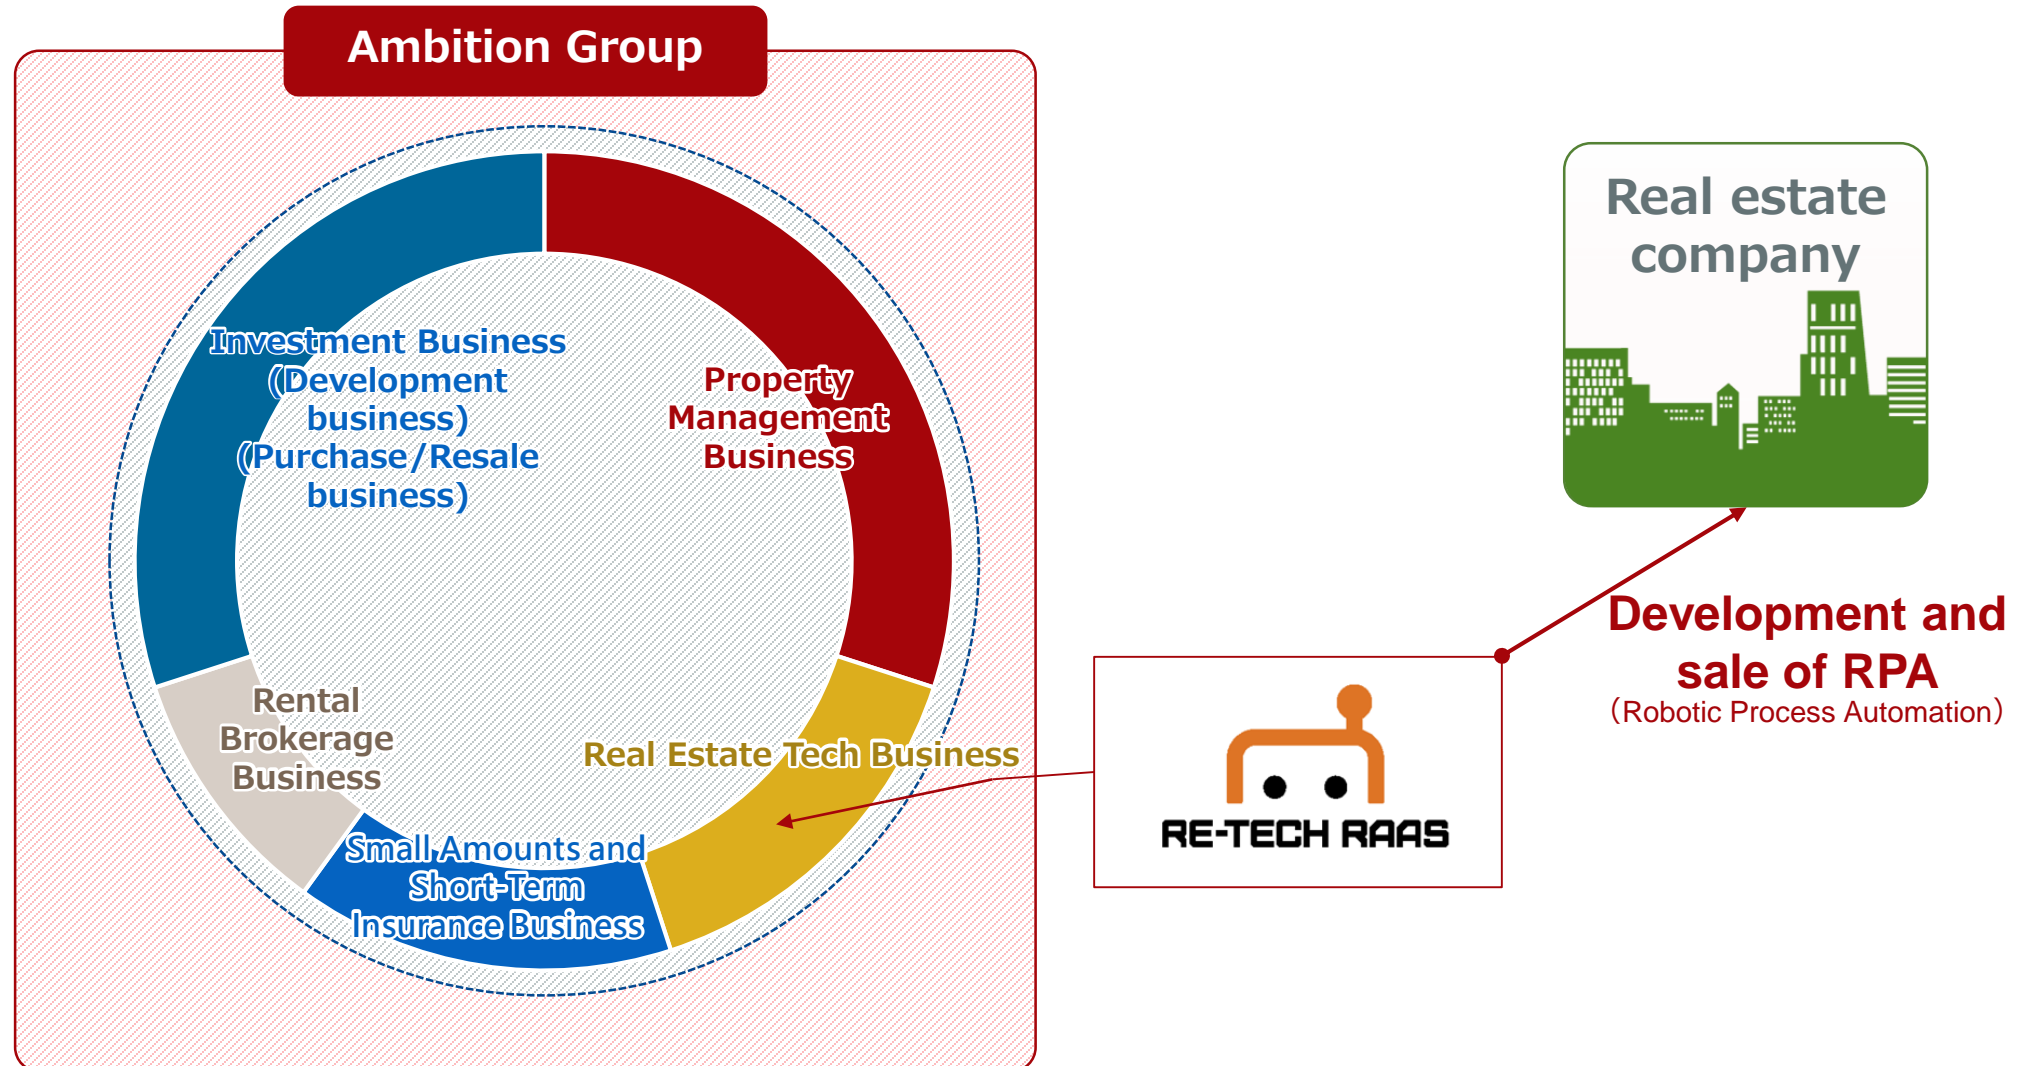 Ambition Group
Investment Business
(Development
business)
(Purchase/Resale
business)
Property
Management
Business
Rental
Brokerage
Business
Real Estate Tech Business
Small Amounts and
Short-Term
Insurance Business
RE-TECH RAAS
Real estate
company
Development and
sale of RPA
（Robotic Process Automation）